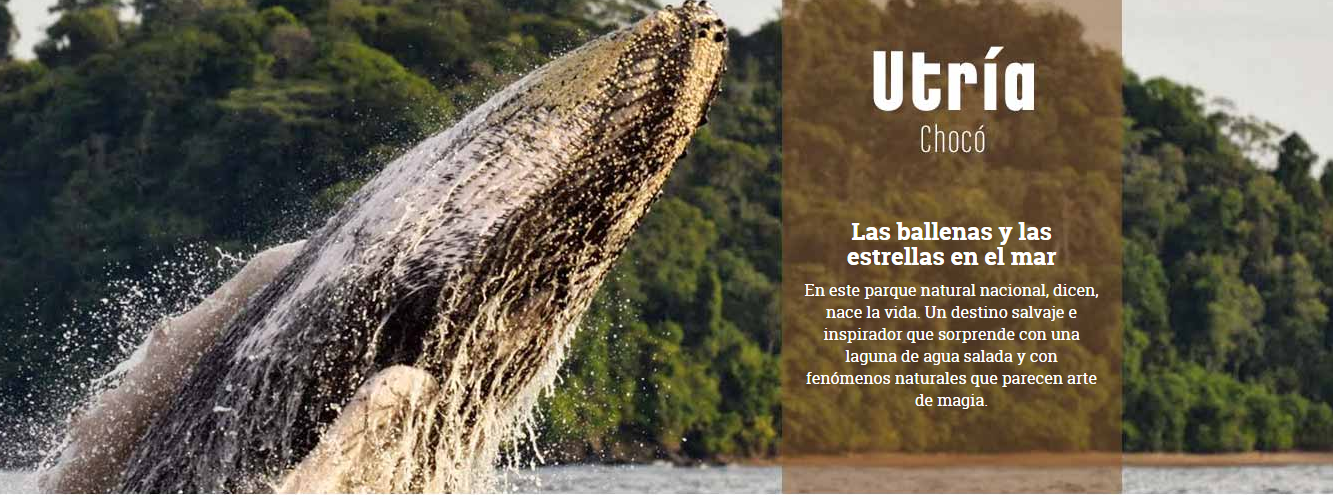 Utría
Chocó
Las ballenas y las
estrellas en el mar
En este parque natural nacional, dicen,
nace la vida. Un destino salvaje e
inspirador que sorprende con una
laguna de agua salada y con
fenómenos naturales que parecen arte
de magia.